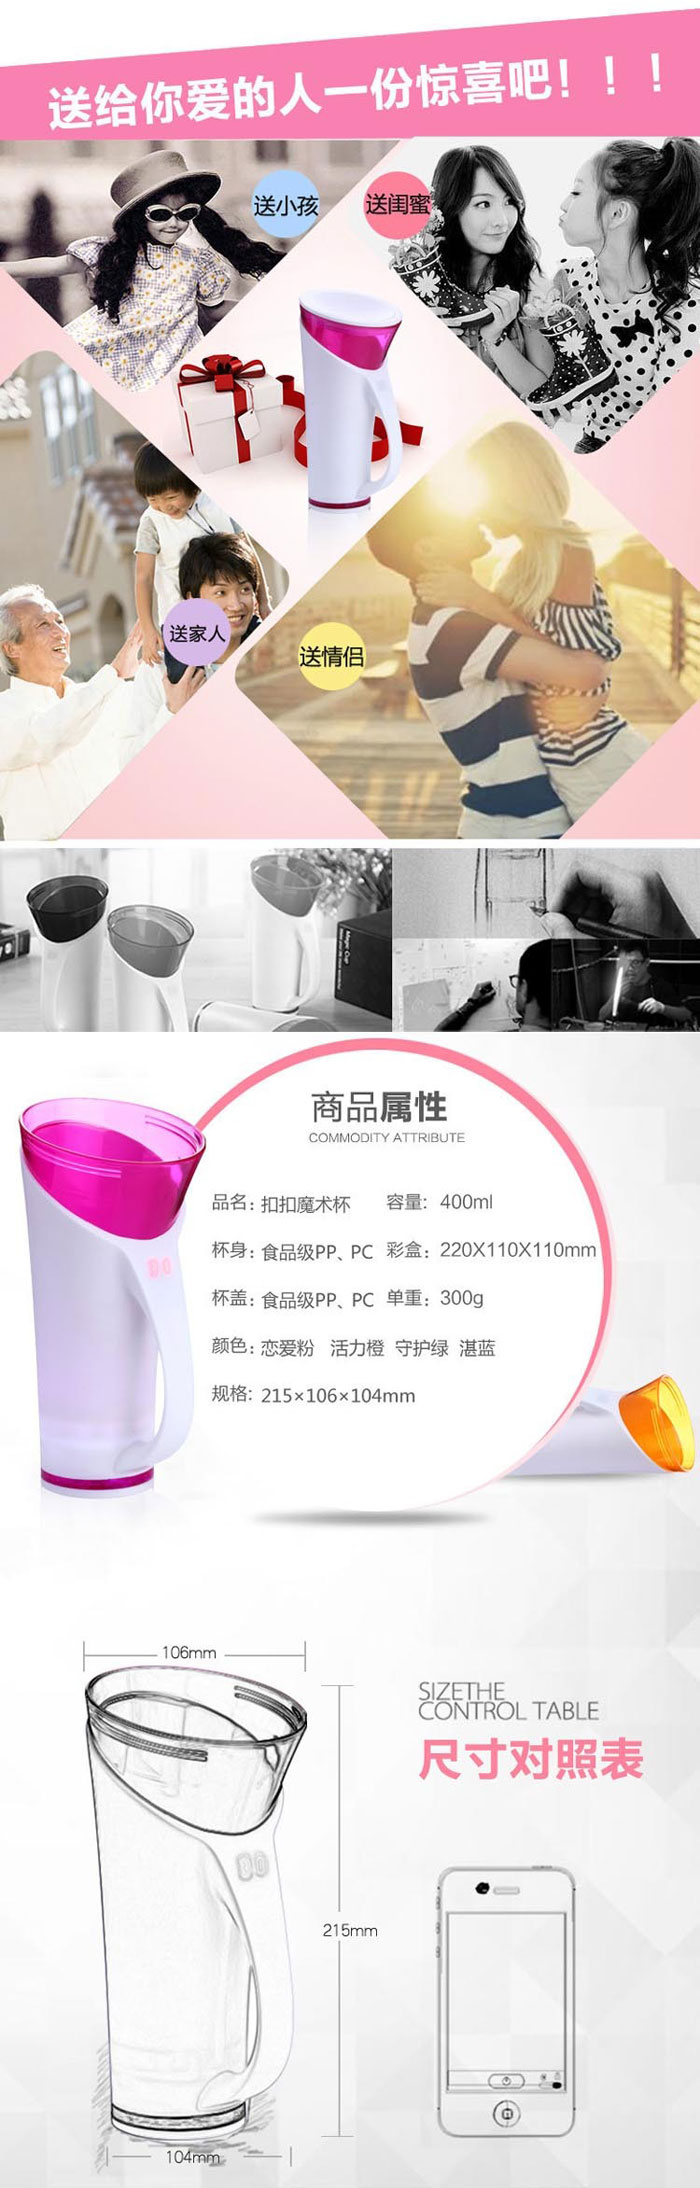 送给你爱的人一份惊喜吧！！！
送小孩
送闺蜜
送家人
送情侣
Magic Cup
商品属性
COMMODITY ATTRIBUTE
品名: 扣扣魔术杯 容量: 400ml
杯身: 食品级PP、PC 彩盒: 220X110X110mm
杯盖: 食品级PP、PC 单重: 300g
颜色: 恋爱粉 活力橙 守护绿 湛蓝
规格: 215×106×104mm
106mm
SIZETHE
CONTROL TABLE
尺寸对照表
215mm
104mm